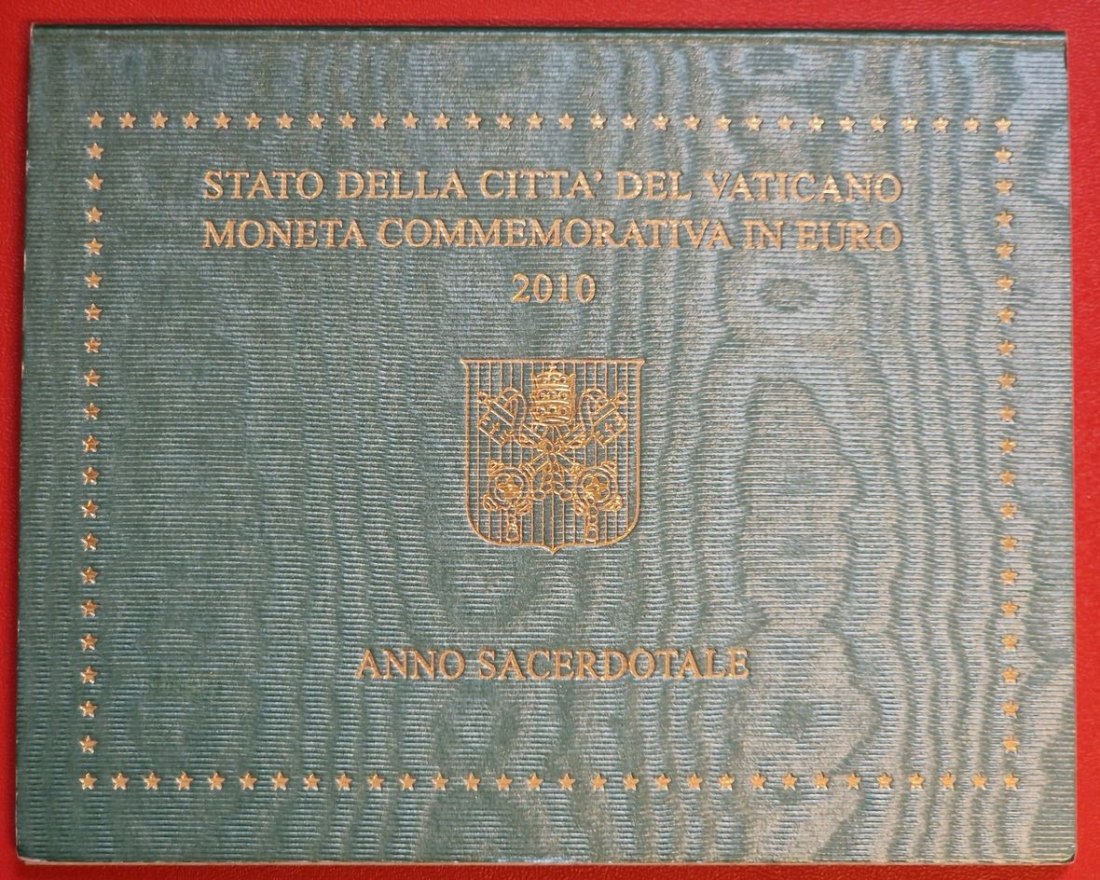 STATO DELLA CITTA' DEL VATICANO
MONETA COMMEMORATIVA IN EURO
2010
ANNO SACERDOTALE